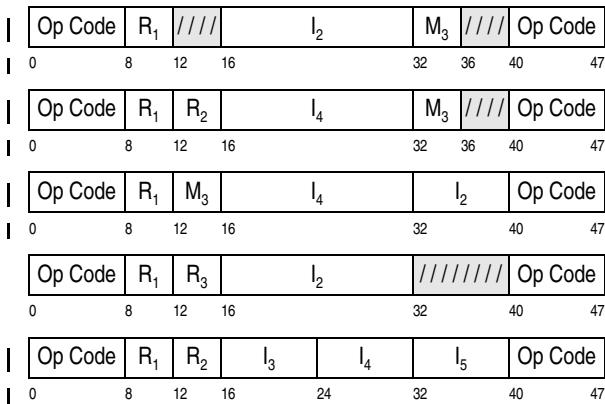 Op Code R₁ //// I₂ M₃ //// Op Code
0 8 12 16 32 36 40 47
Op Code R₁ R₂ I₄ M₃ //// Op Code
0 8 12 16 32 36 40 47
Op Code R₁ M₃ I₄ I₂ Op Code
0 8 12 16 32 40 47
Op Code R₁ R₃ I₂ //////// Op Code
0 8 12 16 32 40 47
Op Code R₁ R₂ I₃ I₄ I₅ Op Code
0 8 12 16 24 32 40 47